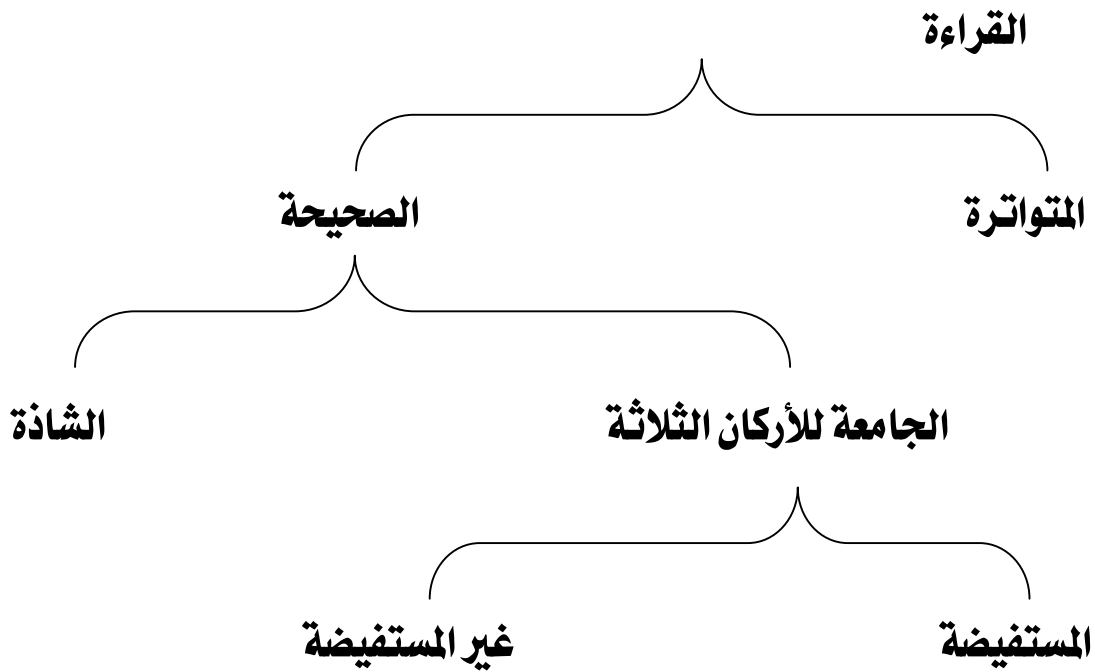 القراءة
المتواترة الصحيحة
الجامعة للأركان الثلاثة الشاذة
المستفيضة غير المستفيضة